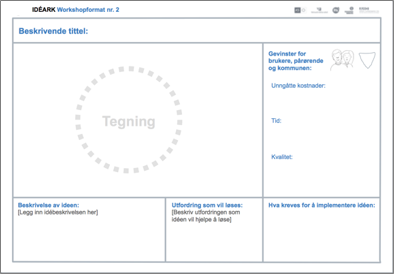 IDÉARK Workshopformat nr. 2
Beskrivende tittel:
Tegning
Gevinster for
brukere, pårørende
og kommunen:
Unngåtte kostnader:
Tid:
Kvalitet:
Beskrivelse av ideen:
[Legg inn idébeskrivelsen her]
Utfordring som vil løses:
[Beskriv utfordringen som
idéen vil hjelpe å løse]
Hva kreves for å implementere idéen: